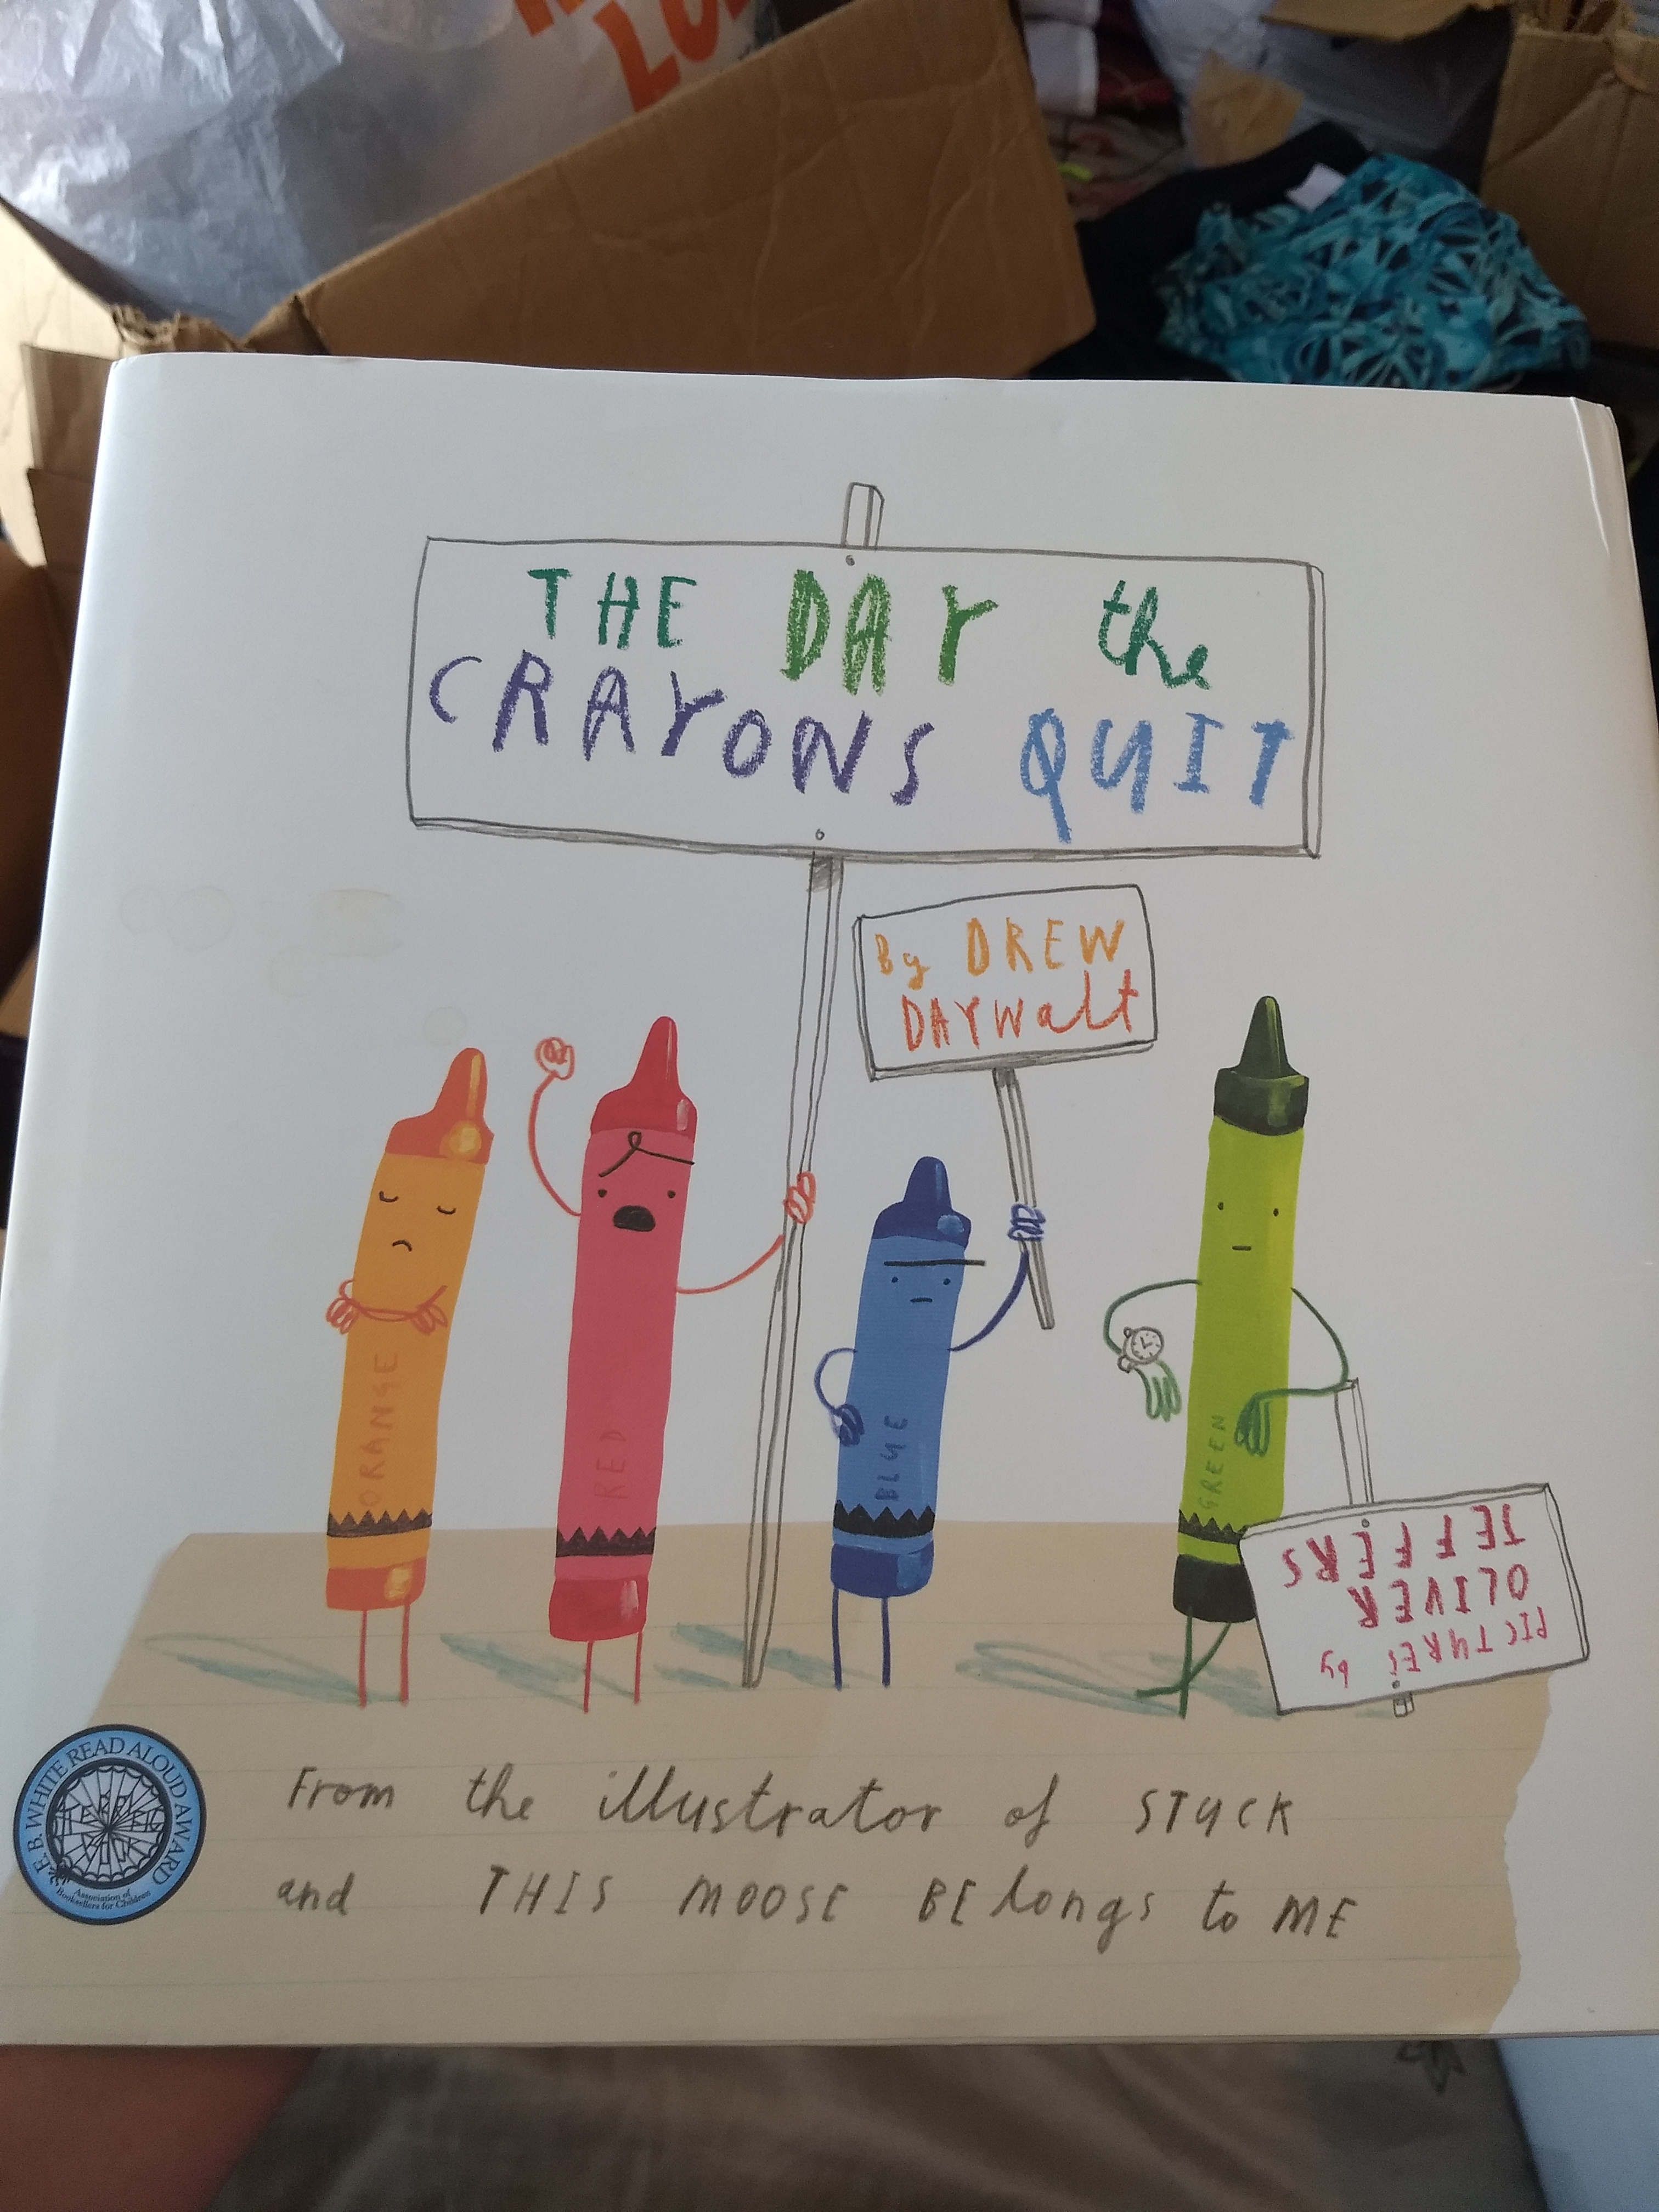 THE DAY the
CRAYONS QUIT
By DREW
DAYWalt
ORANGE
RED
BLUE
GREEN
PICTUREs by
OLIVER
JEFFERS
From the illustrator of STUCK
and THIS MOOSE BElongs to ME
E. B. WHITE READ ALOUD AWARD
Association of
Booksellers for Children